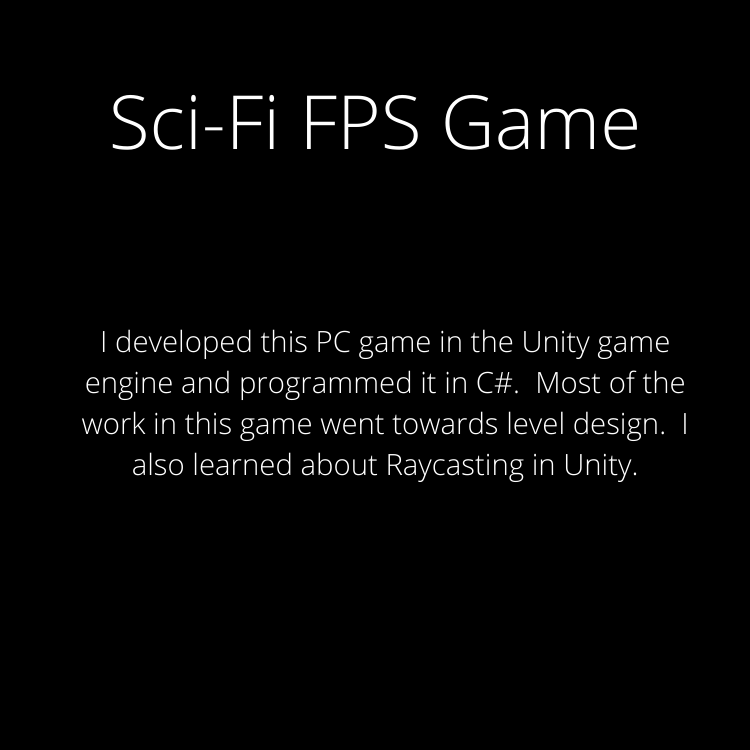 Sci-Fi FPS Game
I developed this PC game in the Unity game
engine and programmed it in C#.  Most of the
work in this game went towards level design.  I
also learned about Raycasting in Unity.